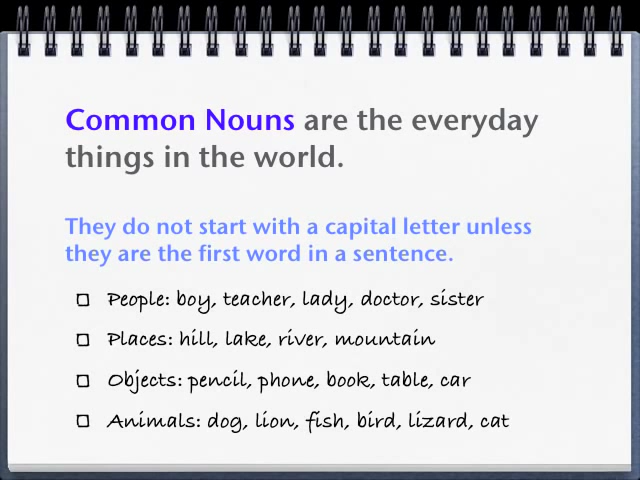 Common Nouns are the everyday
things in the world.
They do not start with a capital letter unless
they are the first word in a sentence.
People: boy, teacher, lady, doctor, sister
Places: hill, lake, river, mountain
Objects: pencil, phone, book, table, car
Animals: dog, lion, fish, bird, lizard, cat